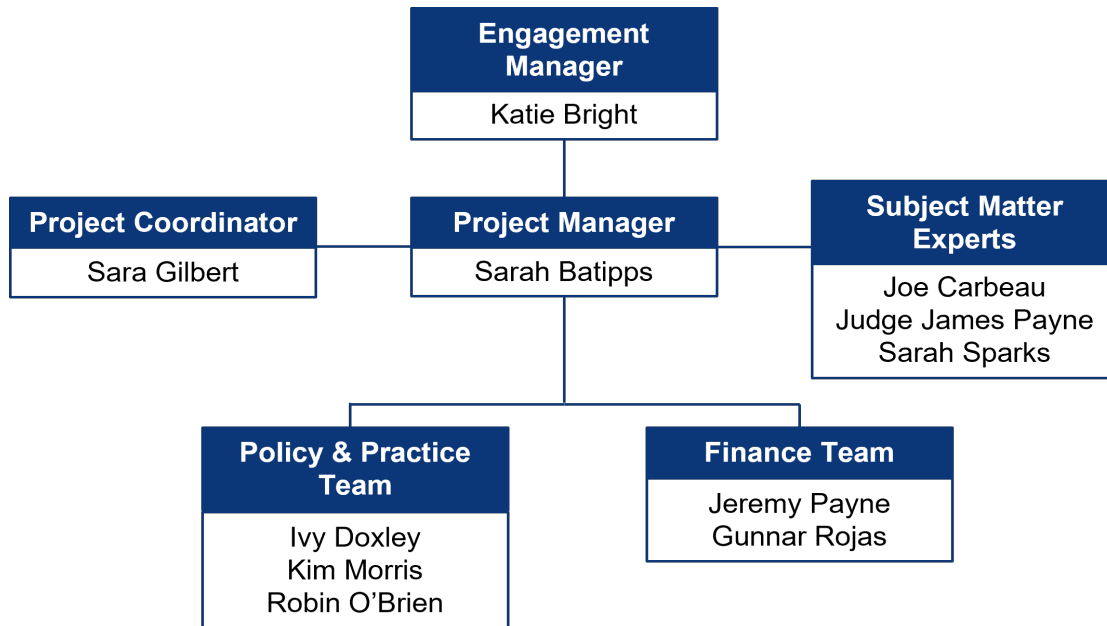 Engagement
Manager
Katie Bright
Project Coordinator
Sara Gilbert
Project Manager
Sarah Batipps
Subject Matter
Experts
Joe Carbeau
Judge James Payne
Sarah Sparks
Policy & Practice
Team
Ivy Doxley
Kim Morris
Robin O’Brien
Finance Team
Jeremy Payne
Gunnar Rojas